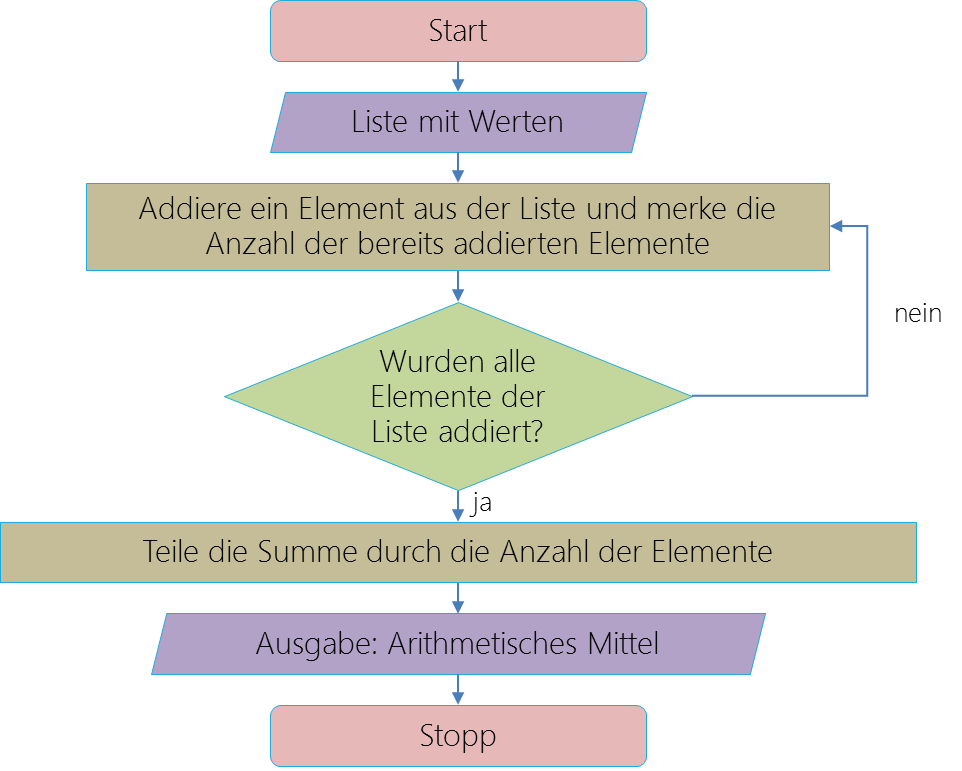 Start
Liste mit Werten
Addiere ein Element aus der Liste und merke die
Anzahl der bereits addierten Elemente
nein
Wurden alle
Elemente der
Liste addiert?
ja
Teile die Summe durch die Anzahl der Elemente
Ausgabe: Arithmetisches Mittel
Stopp